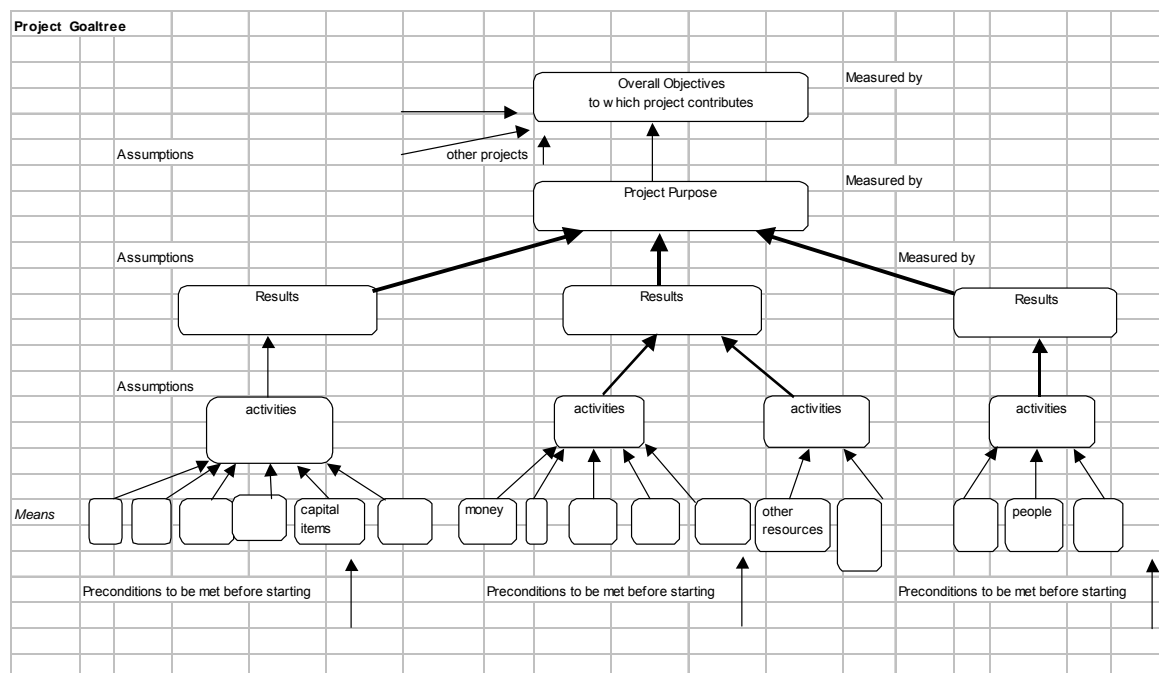 Project Goaltree
Overall Objectives
to which project contributes
Measured by
Assumptions
other projects
Project Purpose
Measured by
Assumptions
Measured by
Results
Results
Results
Assumptions
activities
activities
activities
activities
Means
capital
items
money
other
resources
people
Preconditions to be met before starting
Preconditions to be met before starting
Preconditions to be met before starting